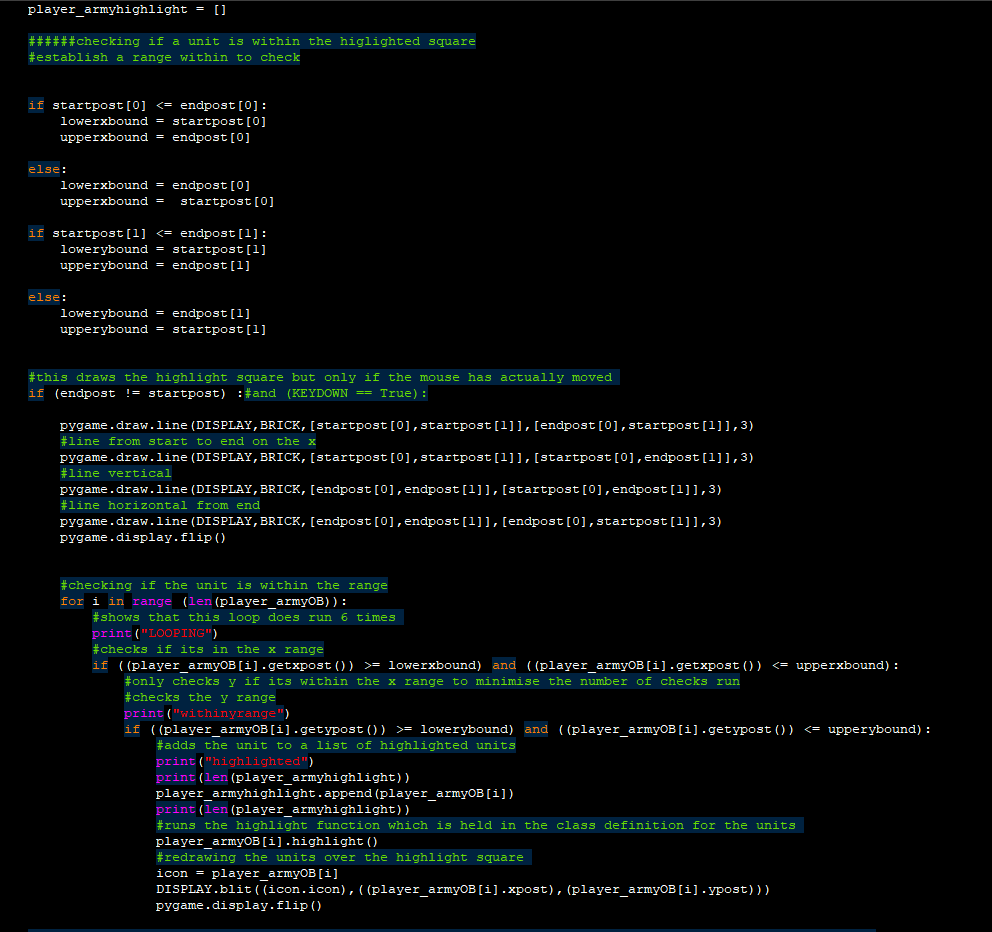 player_armyhighlight = []
######checking if a unit is within the higlighted square
#establish a range within to check
if startpost[0] <= endpost[0]:
lowerxbound = startpost[0]
upperxbound = endpost[0]
else:
lowerxbound = endpost[0]
upperxbound =  startpost[0]
if startpost[1] <= endpost[1]:
lowerybound = startpost[1]
upperybound = endpost[1]
else:
lowerybound = endpost[1]
upperybound = startpost[1]
#this draws the highlight square but only if the mouse has actually moved
if (endpost != startpost) :#and (KEYDOWN == True):
pygame.draw.line(DISPLAY,BRICK,[startpost[0],startpost[1]],[endpost[0],startpost[1]],3)
#line from start to end on the x
pygame.draw.line(DISPLAY,BRICK,[startpost[0],startpost[1]],[startpost[0],endpost[1]],3)
#line vertical
pygame.draw.line(DISPLAY,BRICK,[endpost[0],endpost[1]],[startpost[0],endpost[1]],3)
#line horizontal from end
pygame.draw.line(DISPLAY,BRICK,[endpost[0],endpost[1]],[endpost[0],startpost[1]],3)
pygame.display.flip()
#checking if the unit is within the range
for i in range (len(player_armyOB)):
#shows that this loop does run 6 times
print("LOOPING")
#checks if its in the x range
if ((player_armyOB[i].getxpost()) >= lowerxbound) and ((player_armyOB[i].getxpost()) <= upperxbound):
#only checks y if its within the x range to minimise the number of checks run
#checks the y range
print("withinyrange")
if ((player_armyOB[i].getypost()) >= lowerybound) and ((player_armyOB[i].getypost()) <= upperybound):
#adds the unit to a list of highlighted units
print("highlighted")
print(len(player_armyhighlight))
player_armyhighlight.append(player_armyOB[i])
print(len(player_armyhighlight))
#runs the highlight function which is held in the class definition for the units
player_armyOB[i].highlight()
#redrawing the units over the highlight square
icon = player_armyOB[i]
DISPLAY.blit((icon.icon),((player_armyOB[i].xpost),(player_armyOB[i].ypost)))
pygame.display.flip()